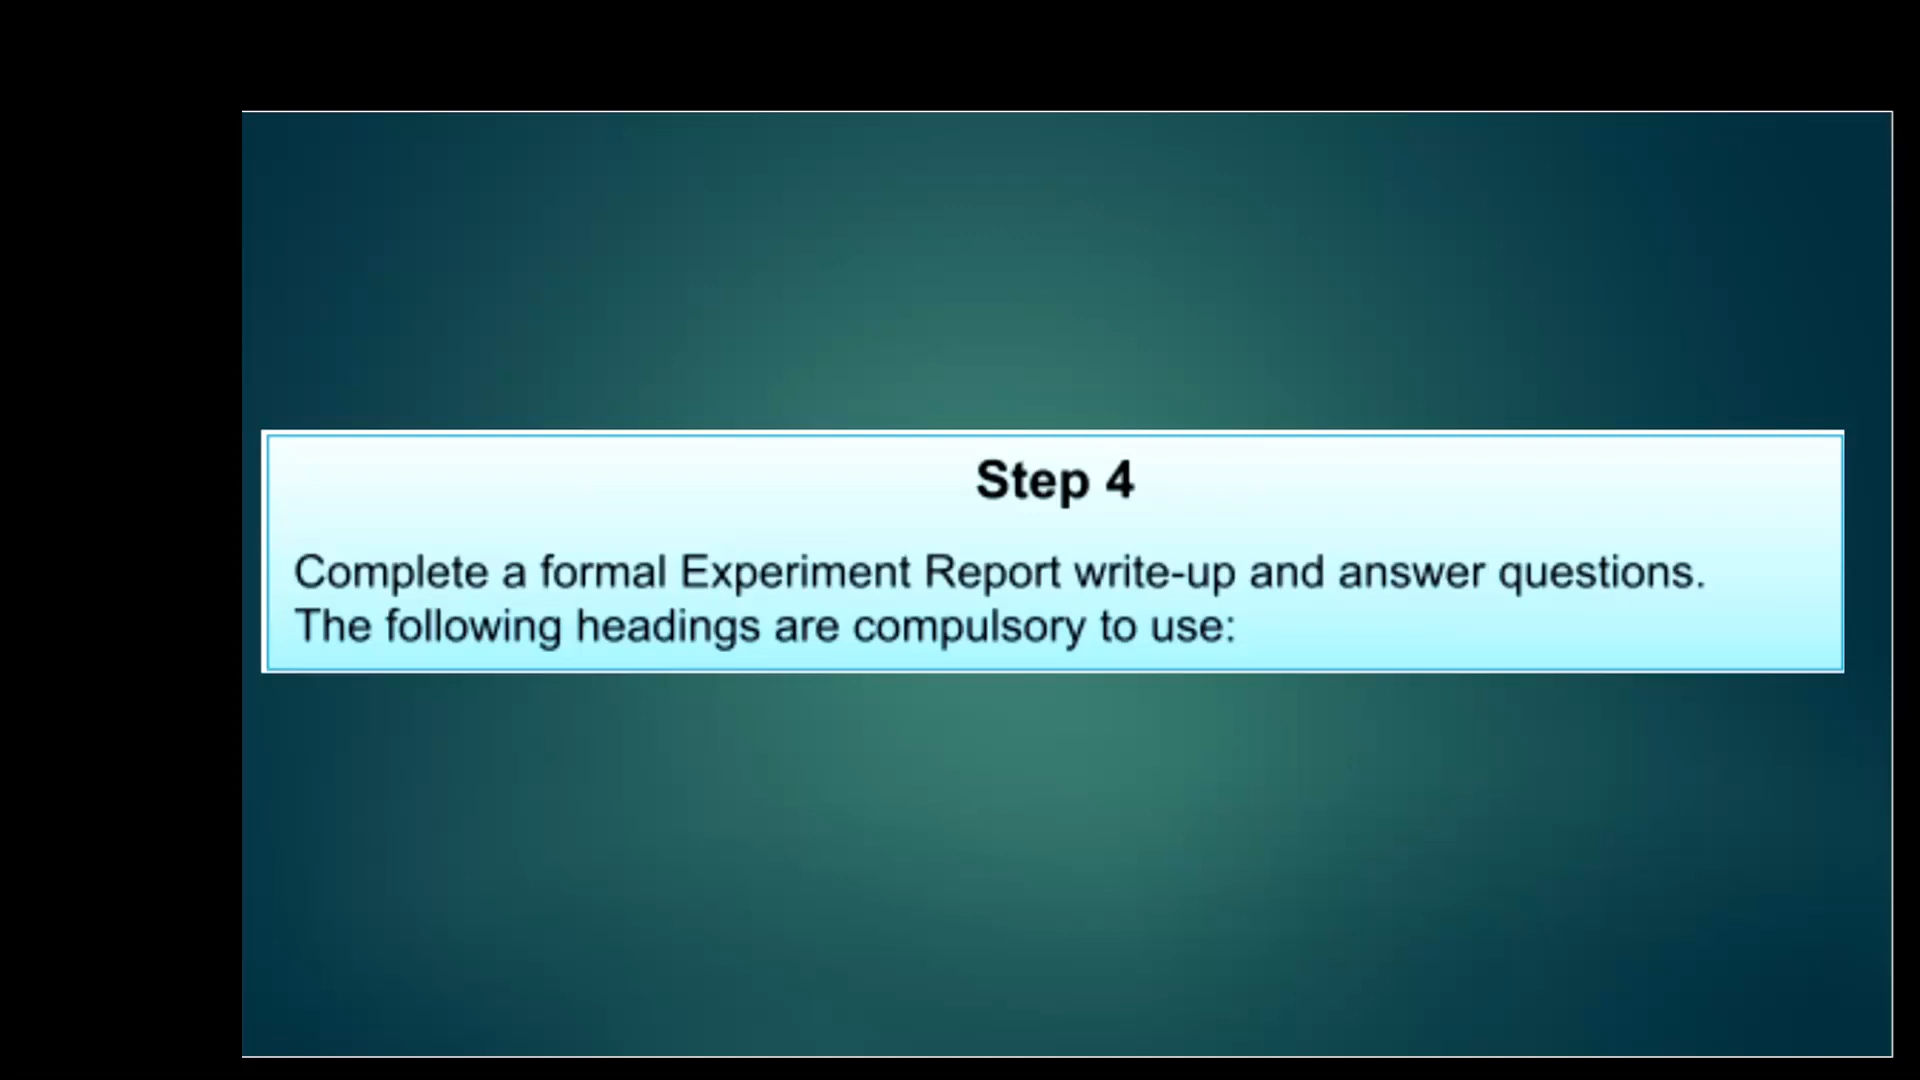 Step 4
Complete a formal Experiment Report write-up and answer questions.
The following headings are compulsory to use: